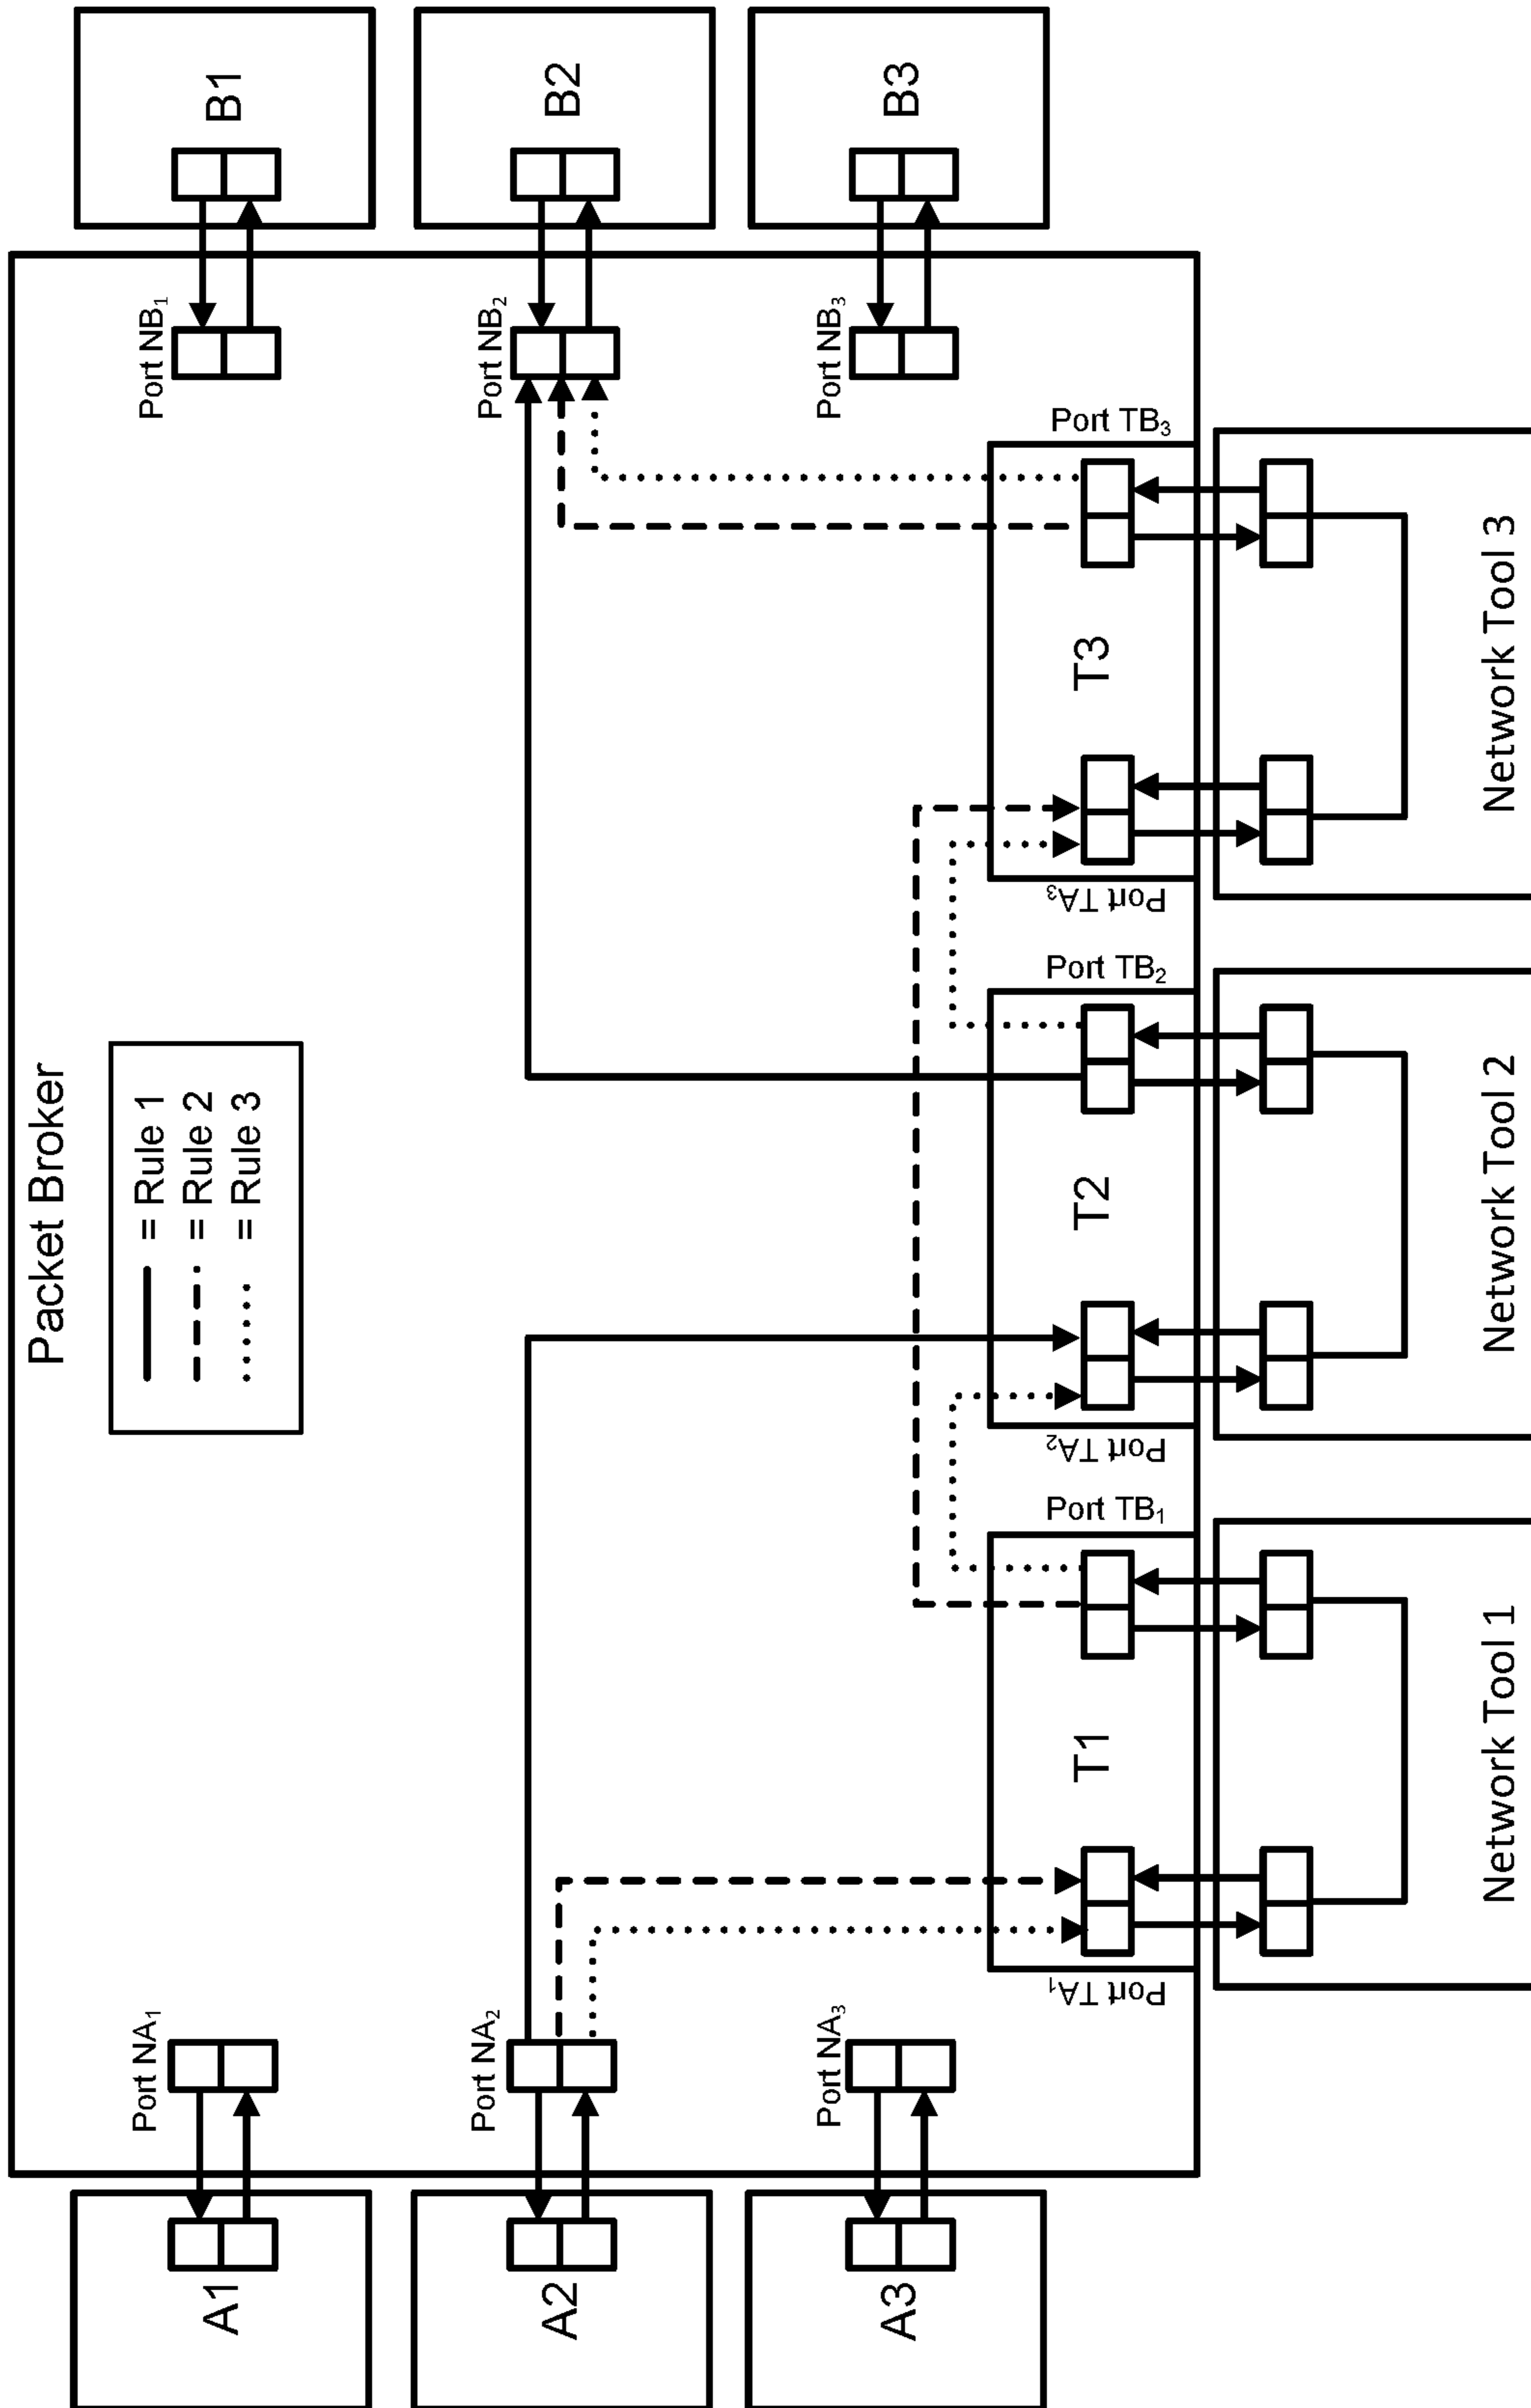 Packet Broker
= Rule 1
= Rule 2
= Rule 3
A1
Port NA1
Port NB1
B1
A2
Port NA2
Port NB2
B2
A3
Port NA3
Port NB3
B3
Port TA1
T1
Port TB1
Port TA2
T2
Port TB2
Port TA3
T3
Port TB3
Network Tool 1
Network Tool 2
Network Tool 3